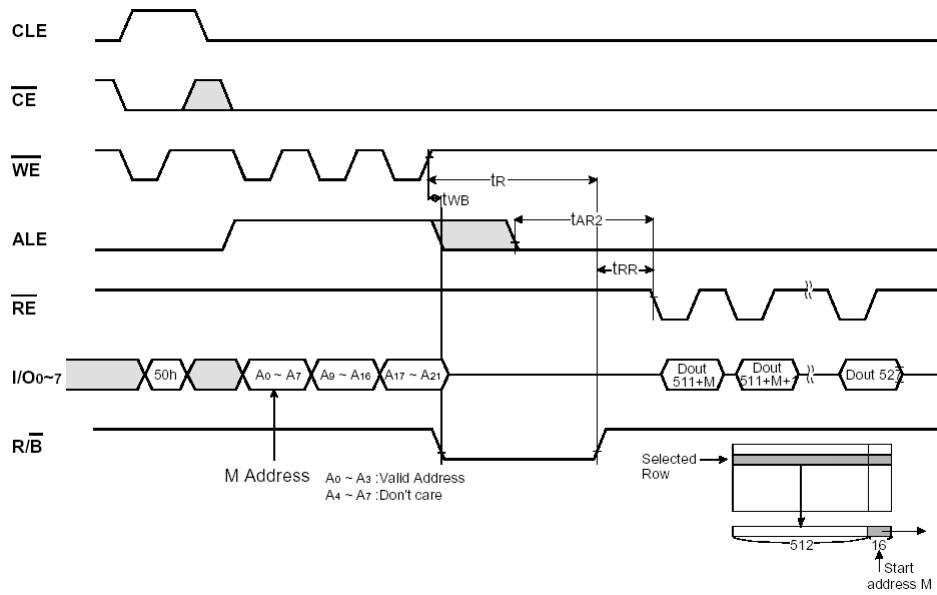 CLE
CE
WE
tR
tWB
ALE
tAR2
tRR
RE
I/O0~7
50h
A0 ~ A7
A9 ~ A16
A17 ~ A21
Dout
511+M
Dout
511+M+1
Dout 527
R/B
M Address
A0 ~ A3 :Valid Address
A4 ~ A7 :Don't care
Selected
Row
512
16
Start
address M